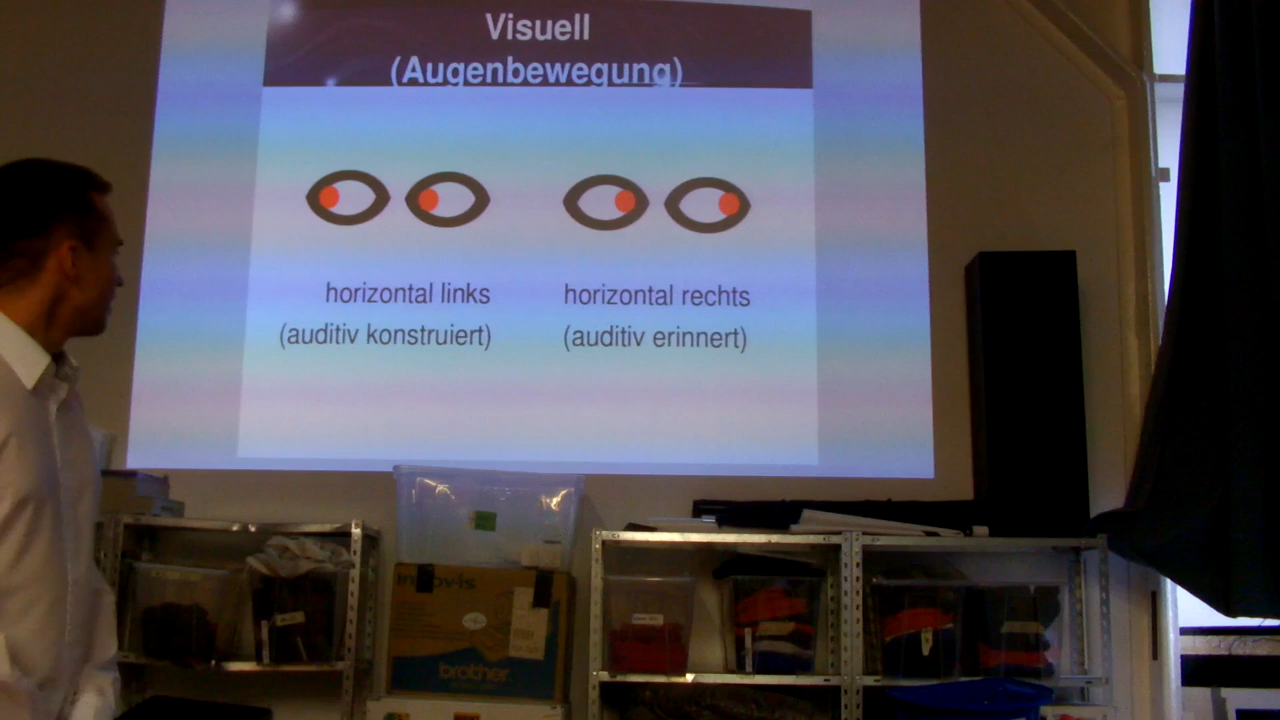 Visuell
(Augenbewegung)
horizontal links
horizontal rechts
(auditiv konstruiert)
(auditiv erinnert)
brother